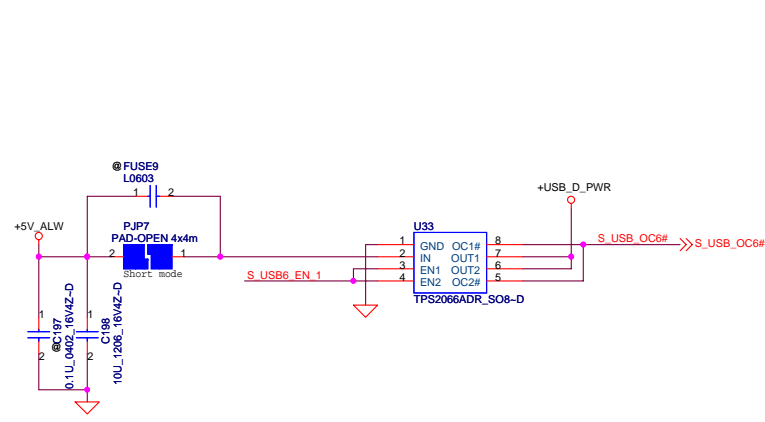 @ FUSE9
L0603
1 2
+5V_ALW
PJP7
PAD-OPEN 4x4m
2 1
Short mode
1
2
@C197
0.1U_0402_16V4Z~D
1
2
C198
10U_1206_16V4Z~D
S_USB6_EN_1
+USB_D_PWR
U33
1 GND OC1# 8
2 IN OUT1 7
3 EN1 OUT2 6
4 EN2 OC2# 5
TPS2066ADR_SO8~D
S_USB_OC6#
S_USB_OC6#